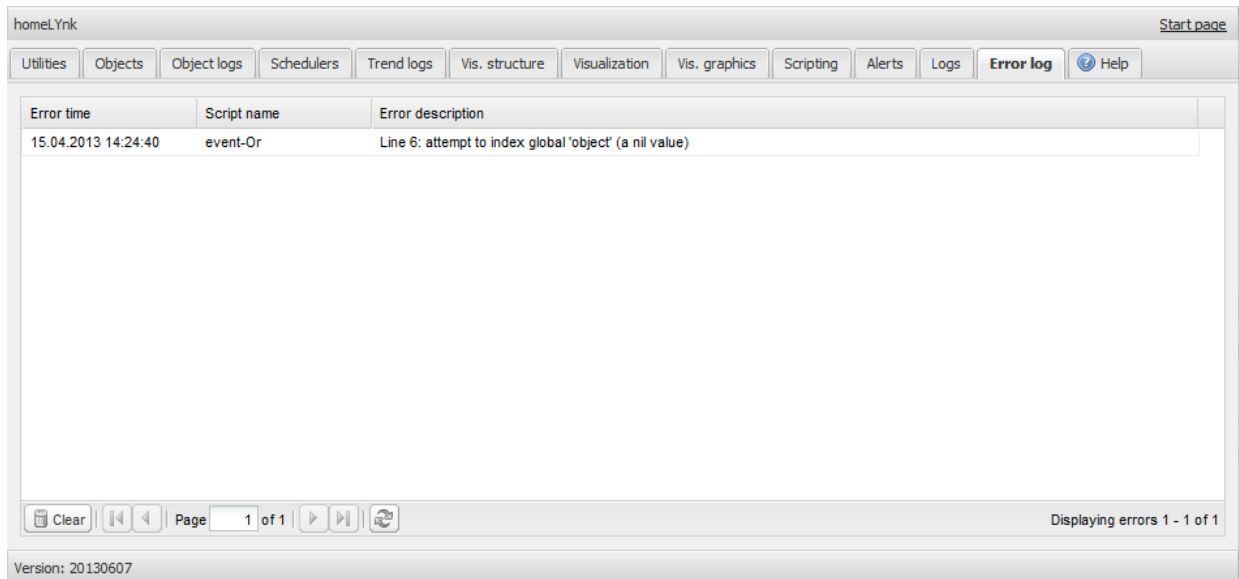 homeLYnk Start page
Utilities Objects Object logs Schedulers Trend logs Vis. structure Visualization Vis. graphics Scripting Alerts Logs Error log Help
Error time Script name Error description
15.04.2013 14:24:40 event-Or Line 6: attempt to index global 'object' (a nil value)
Clear Page 1 of 1 Displaying errors 1 - 1 of 1
Version: 20130607